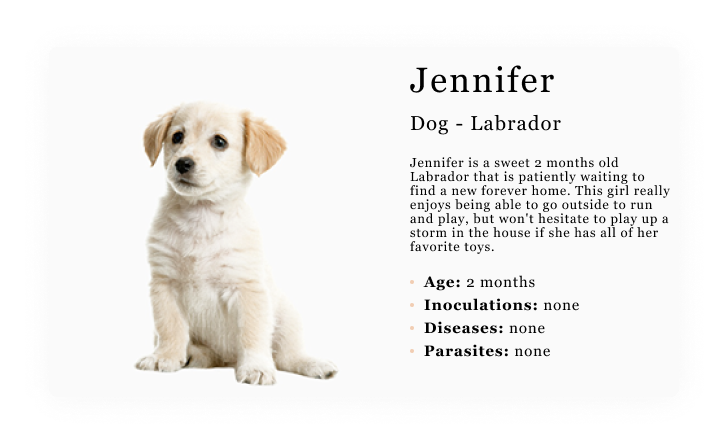 Jennifer
Dog - Labrador
Jennifer is a sweet 2 months old
Labrador that is patiently waiting to
find a new forever home. This girl really
enjoys being able to go outside to run
and play, but won't hesitate to play up a
storm in the house if she has all of her
favorite toys.
• Age: 2 months
• Inoculations: none
• Diseases: none
• Parasites: none